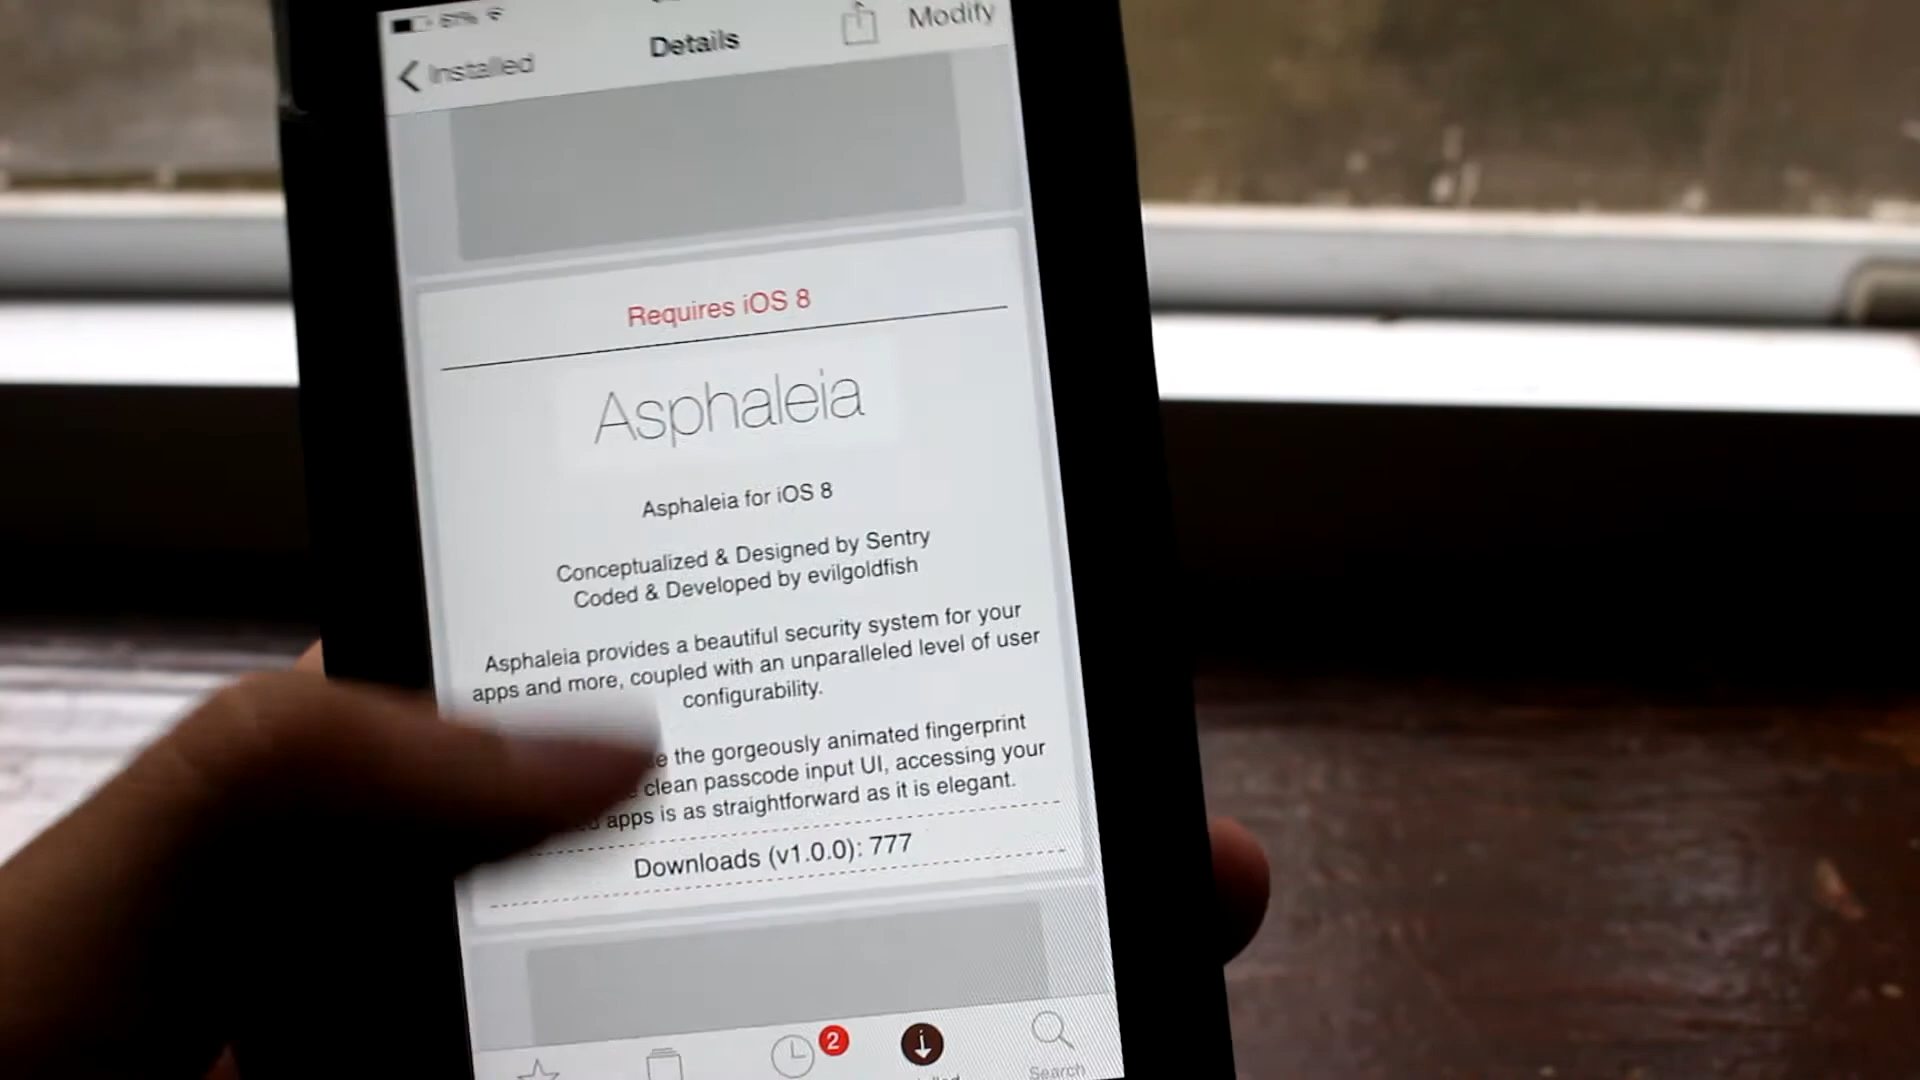 61%
Installed
Details
Modify
Requires iOS 8
Asphaleia
Asphaleia for iOS 8
Conceptualized & Designed by Sentry
Coded & Developed by evilgoldfish
Asphaleia provides a beautiful security system for your
apps and more, coupled with an unparalleled level of user
configurability.
the gorgeously animated fingerprint
clean passcode input UI, accessing your
apps is as straightforward as it is elegant.
Downloads (v1.0.0): 777
2
Search